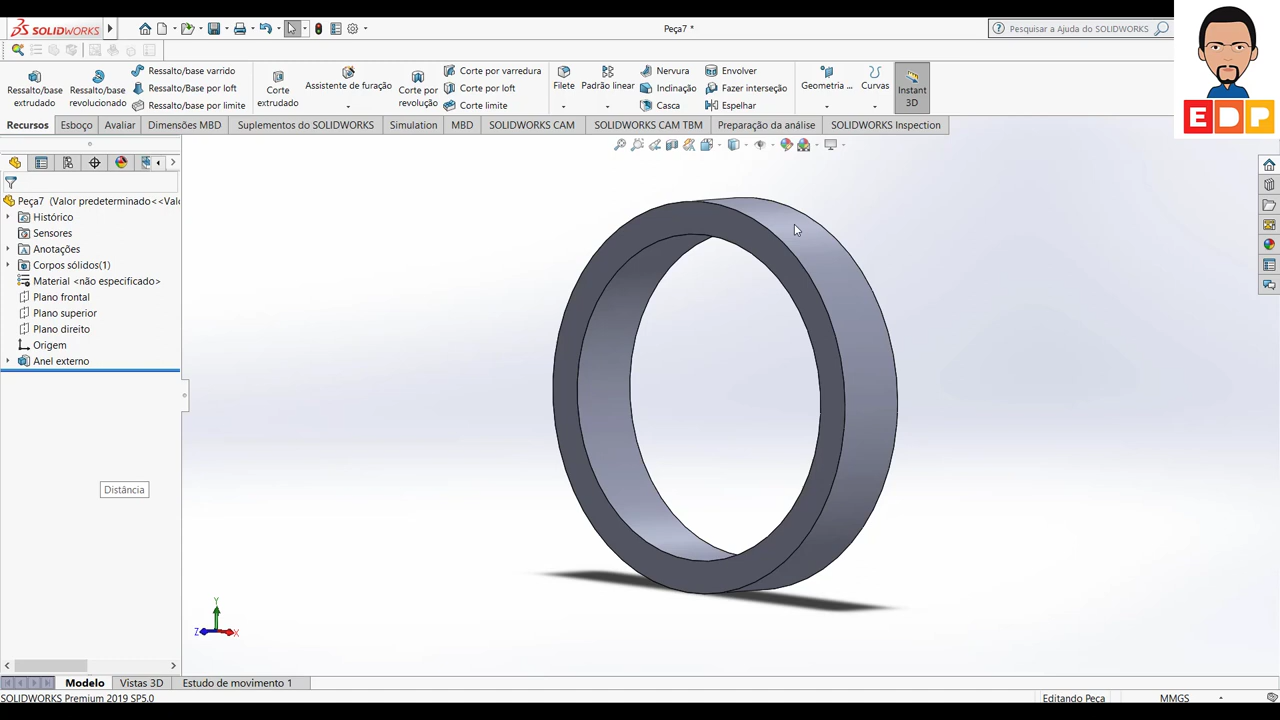 SOLIDWORKS
Peça7 *
Pesquisar a Ajuda do SOLIDWORKS
EDP
Ressalto/base extrudado
Ressalto/base revolucionado
Ressalto/base varrido
Ressalto/base por loft
Ressalto/base por limite
Corte extrudado
Assistente de furação
Corte por revolução
Corte por varredura
Corte por loft
Corte limite
Filete
Padrão linear
Nervura
Inclinação
Casca
Envolver
Fazer interseção
Espelhar
Geometria ...
Curvas
Instant 3D
Recursos
Esboço
Avaliar
Dimensões MBD
Suplementos do SOLIDWORKS
Simulation
MBD
SOLIDWORKS CAM
SOLIDWORKS CAM TBM
Preparação da análise
SOLIDWORKS Inspection
Peça7 (Valor predeterminado<<Val
Histórico
Sensores
Anotações
Corpos sólidos(1)
Material <não especificado>
Plano frontal
Plano superior
Plano direito
Origem
Anel externo
Distância
Y
Z
X
Modelo
Vistas 3D
Estudo de movimento 1
SOLIDWORKS Premium 2019 SP5.0
Editando Peça
MMGS